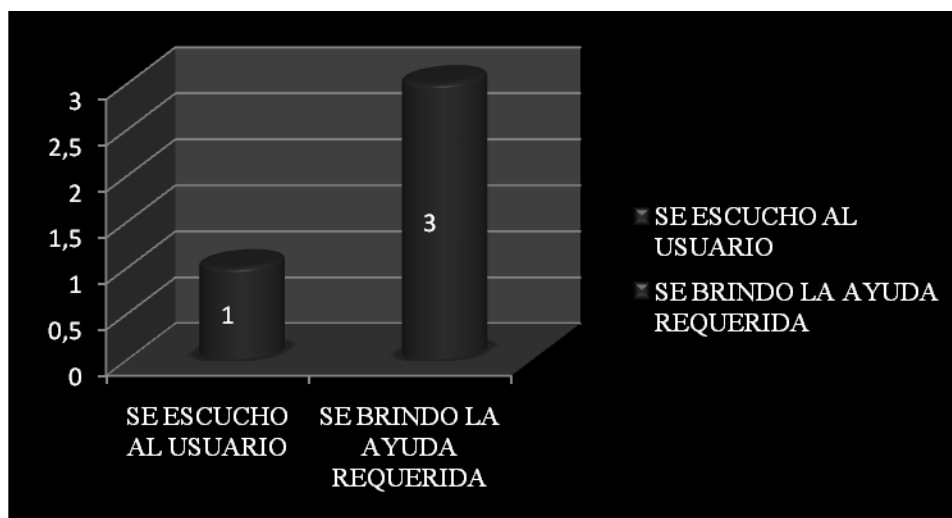 3
2,5
2
1,5
1
0,5
0
1
3
SE ESCUCHO
AL USUARIO
SE BRINDO LA
AYUDA
REQUERIDA
SE ESCUCHO AL
USUARIO
SE BRINDO LA AYUDA
REQUERIDA